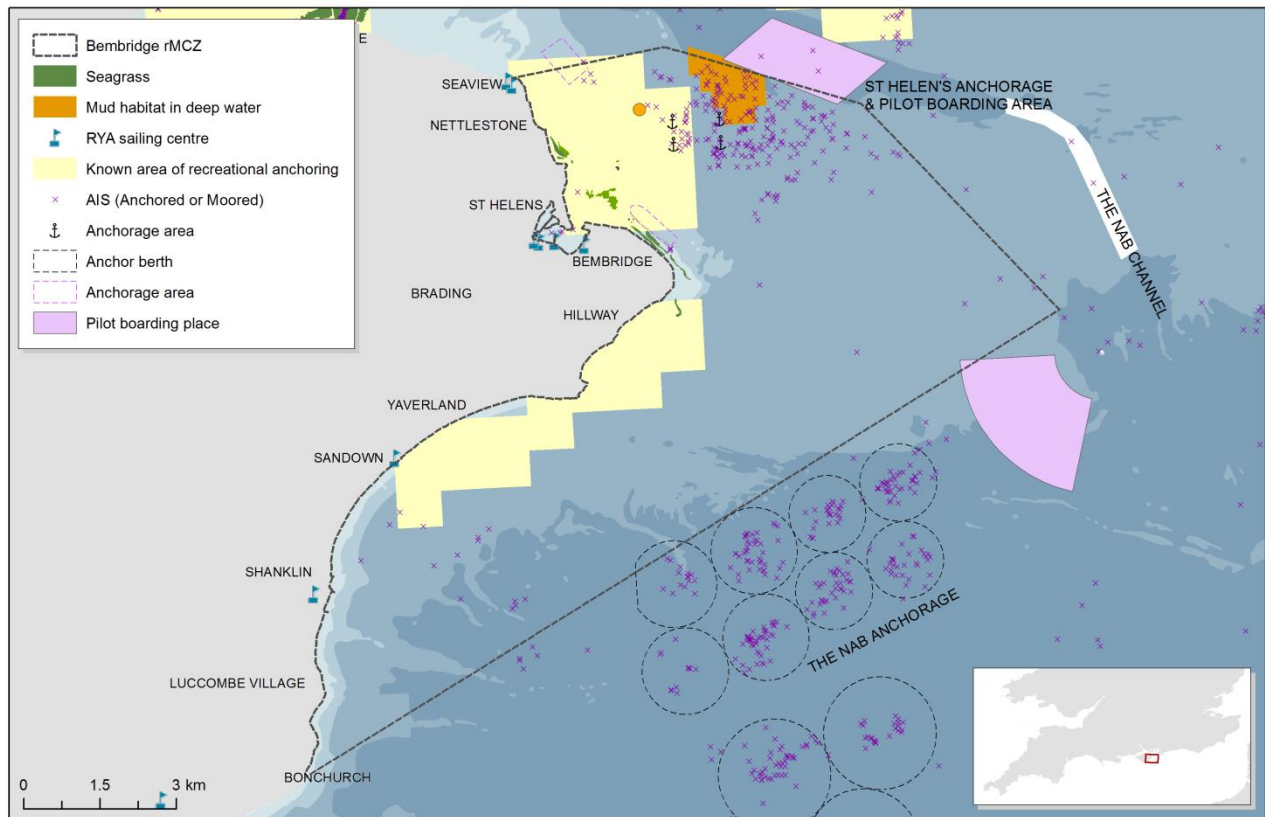 Bembridge rMCZ
Seagrass
Mud habitat in deep water
RYA sailing centre
Known area of recreational anchoring
AIS (Anchored or Moored)
Anchorage area
Anchor berth
Anchorage area
Pilot boarding place
E
SEAVIEW
ST HELEN'S ANCHORAGE
& PILOT BOARDING AREA
NETTLESTONE
ST HELENS
THE NAB CHANNEL
BEMBRIDGE
BRADING
HILLWAY
YAVERLAND
SANDOWN
SHANKLIN
THE NAB ANCHORAGE
LUCCOMBE VILLAGE
BONCHURCH
0 1.5 3 km